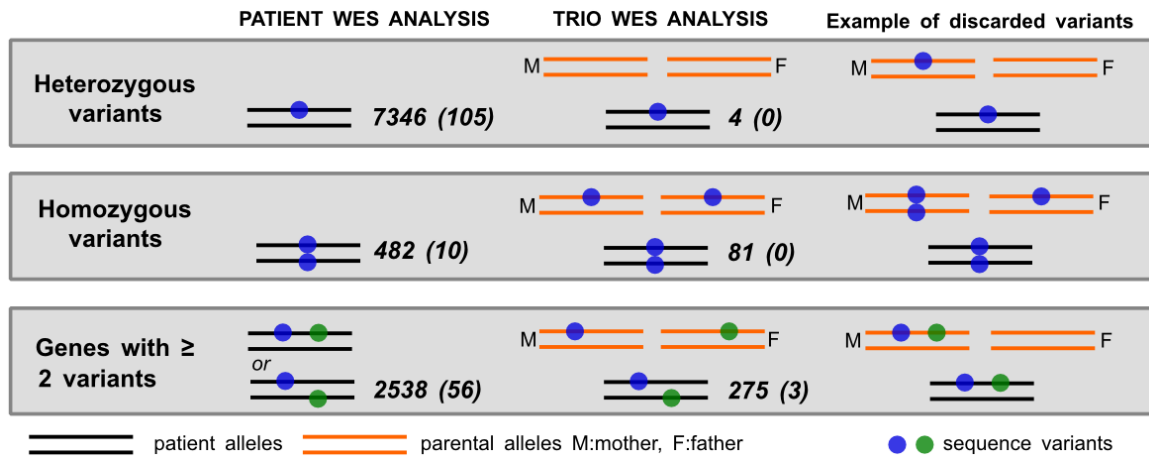 PATIENT WES ANALYSIS TRIO WES ANALYSIS Example of discarded variants
M F M F
Heterozygous
variants
7346 (105) 4 (0)
M F M F
Homozygous
variants
482 (10) 81 (0)
M F M F
Genes with ≥
2 variants
or
2538 (56) 275 (3)
patient alleles parental alleles M:mother, F:father sequence variants